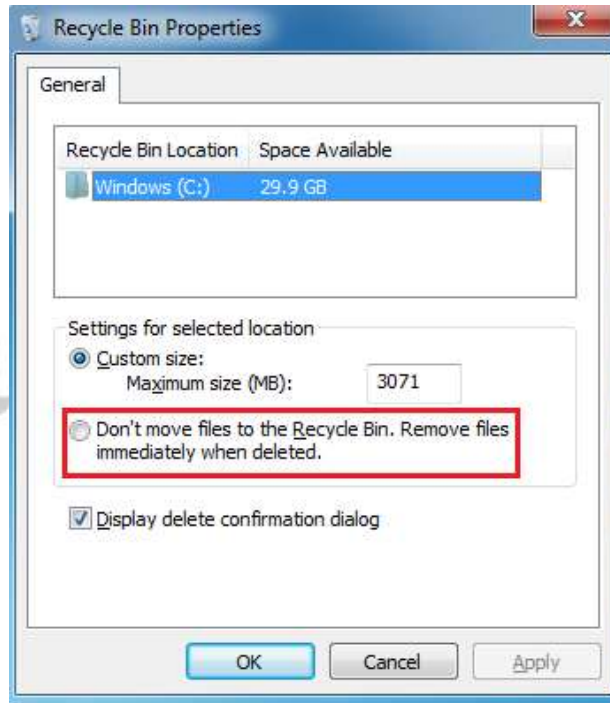 Recycle Bin Properties
General
Recycle Bin Location Space Available
Windows (C:) 29.9 GB
Settings for selected location
Custom size:
Maximum size (MB): 3071
Don't move files to the Recycle Bin. Remove files
immediately when deleted.
Display delete confirmation dialog
OK Cancel Apply